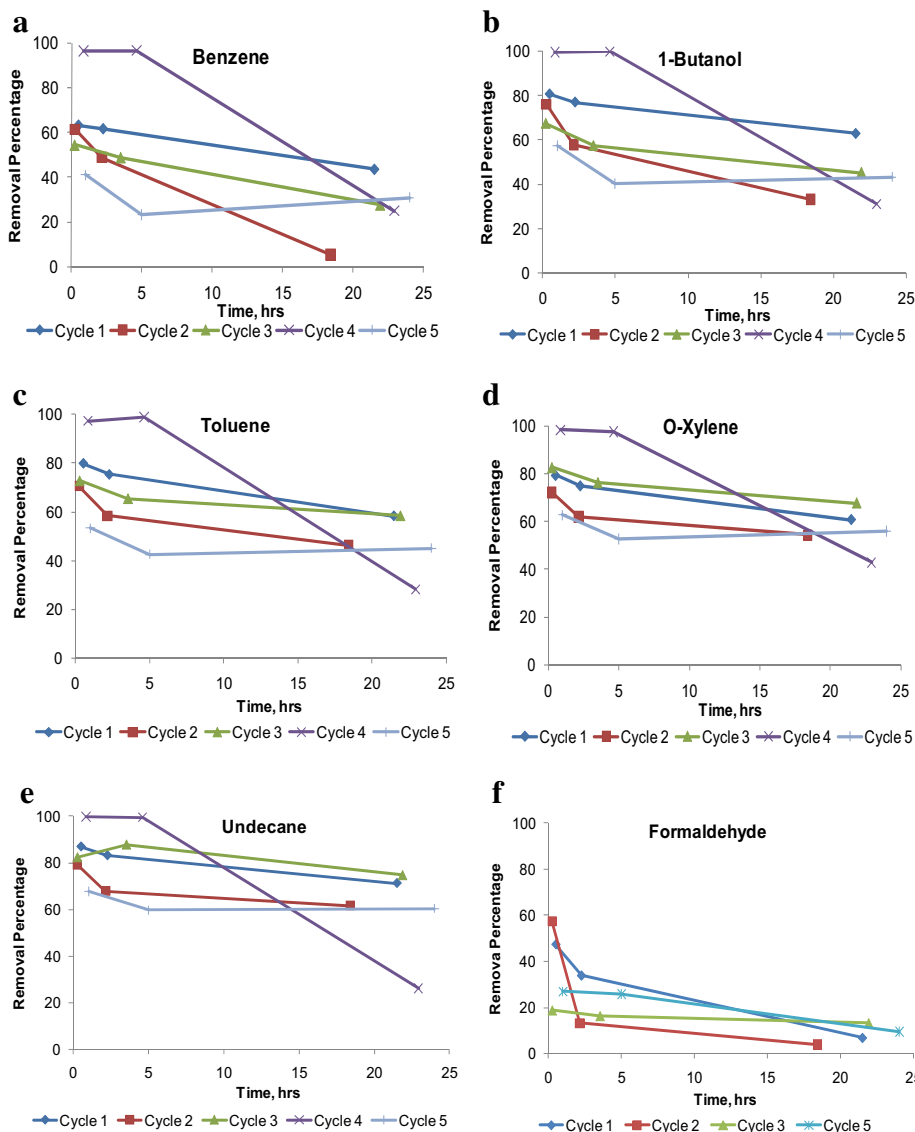 a
Benzene
Removal Percentage
100
80
60
40
20
0
0 5 10 15 20 25
Time, hrs
Cycle 1 Cycle 2 Cycle 3 Cycle 4 Cycle 5
b
1-Butanol
Removal Percentage
100
80
60
40
20
0
0 5 10 15 20 25
Time, hrs
Cycle 1 Cycle 2 Cycle 3 Cycle 4 Cycle 5
c
Toluene
Removal Percentage
100
80
60
40
20
0
0 5 10 15 20 25
Time, hrs
Cycle 1 Cycle 2 Cycle 3 Cycle 4 Cycle 5
d
O-Xylene
Removal Percentage
100
80
60
40
20
0
0 5 10 15 20 25
Time, hrs
Cycle 1 Cycle 2 Cycle 3 Cycle 4 Cycle 5
e
Undecane
Removal Percentage
100
80
60
40
20
0
0 5 10 15 20 25
Time, hrs
Cycle 1 Cycle 2 Cycle 3 Cycle 4 Cycle 5
f
Formaldehyde
Remova Percentage
100
80
60
40
20
0
0 5 10 15 20 25
Time, hrs
Cycle 1 Cycle 2 Cycle 3 Cycle 5